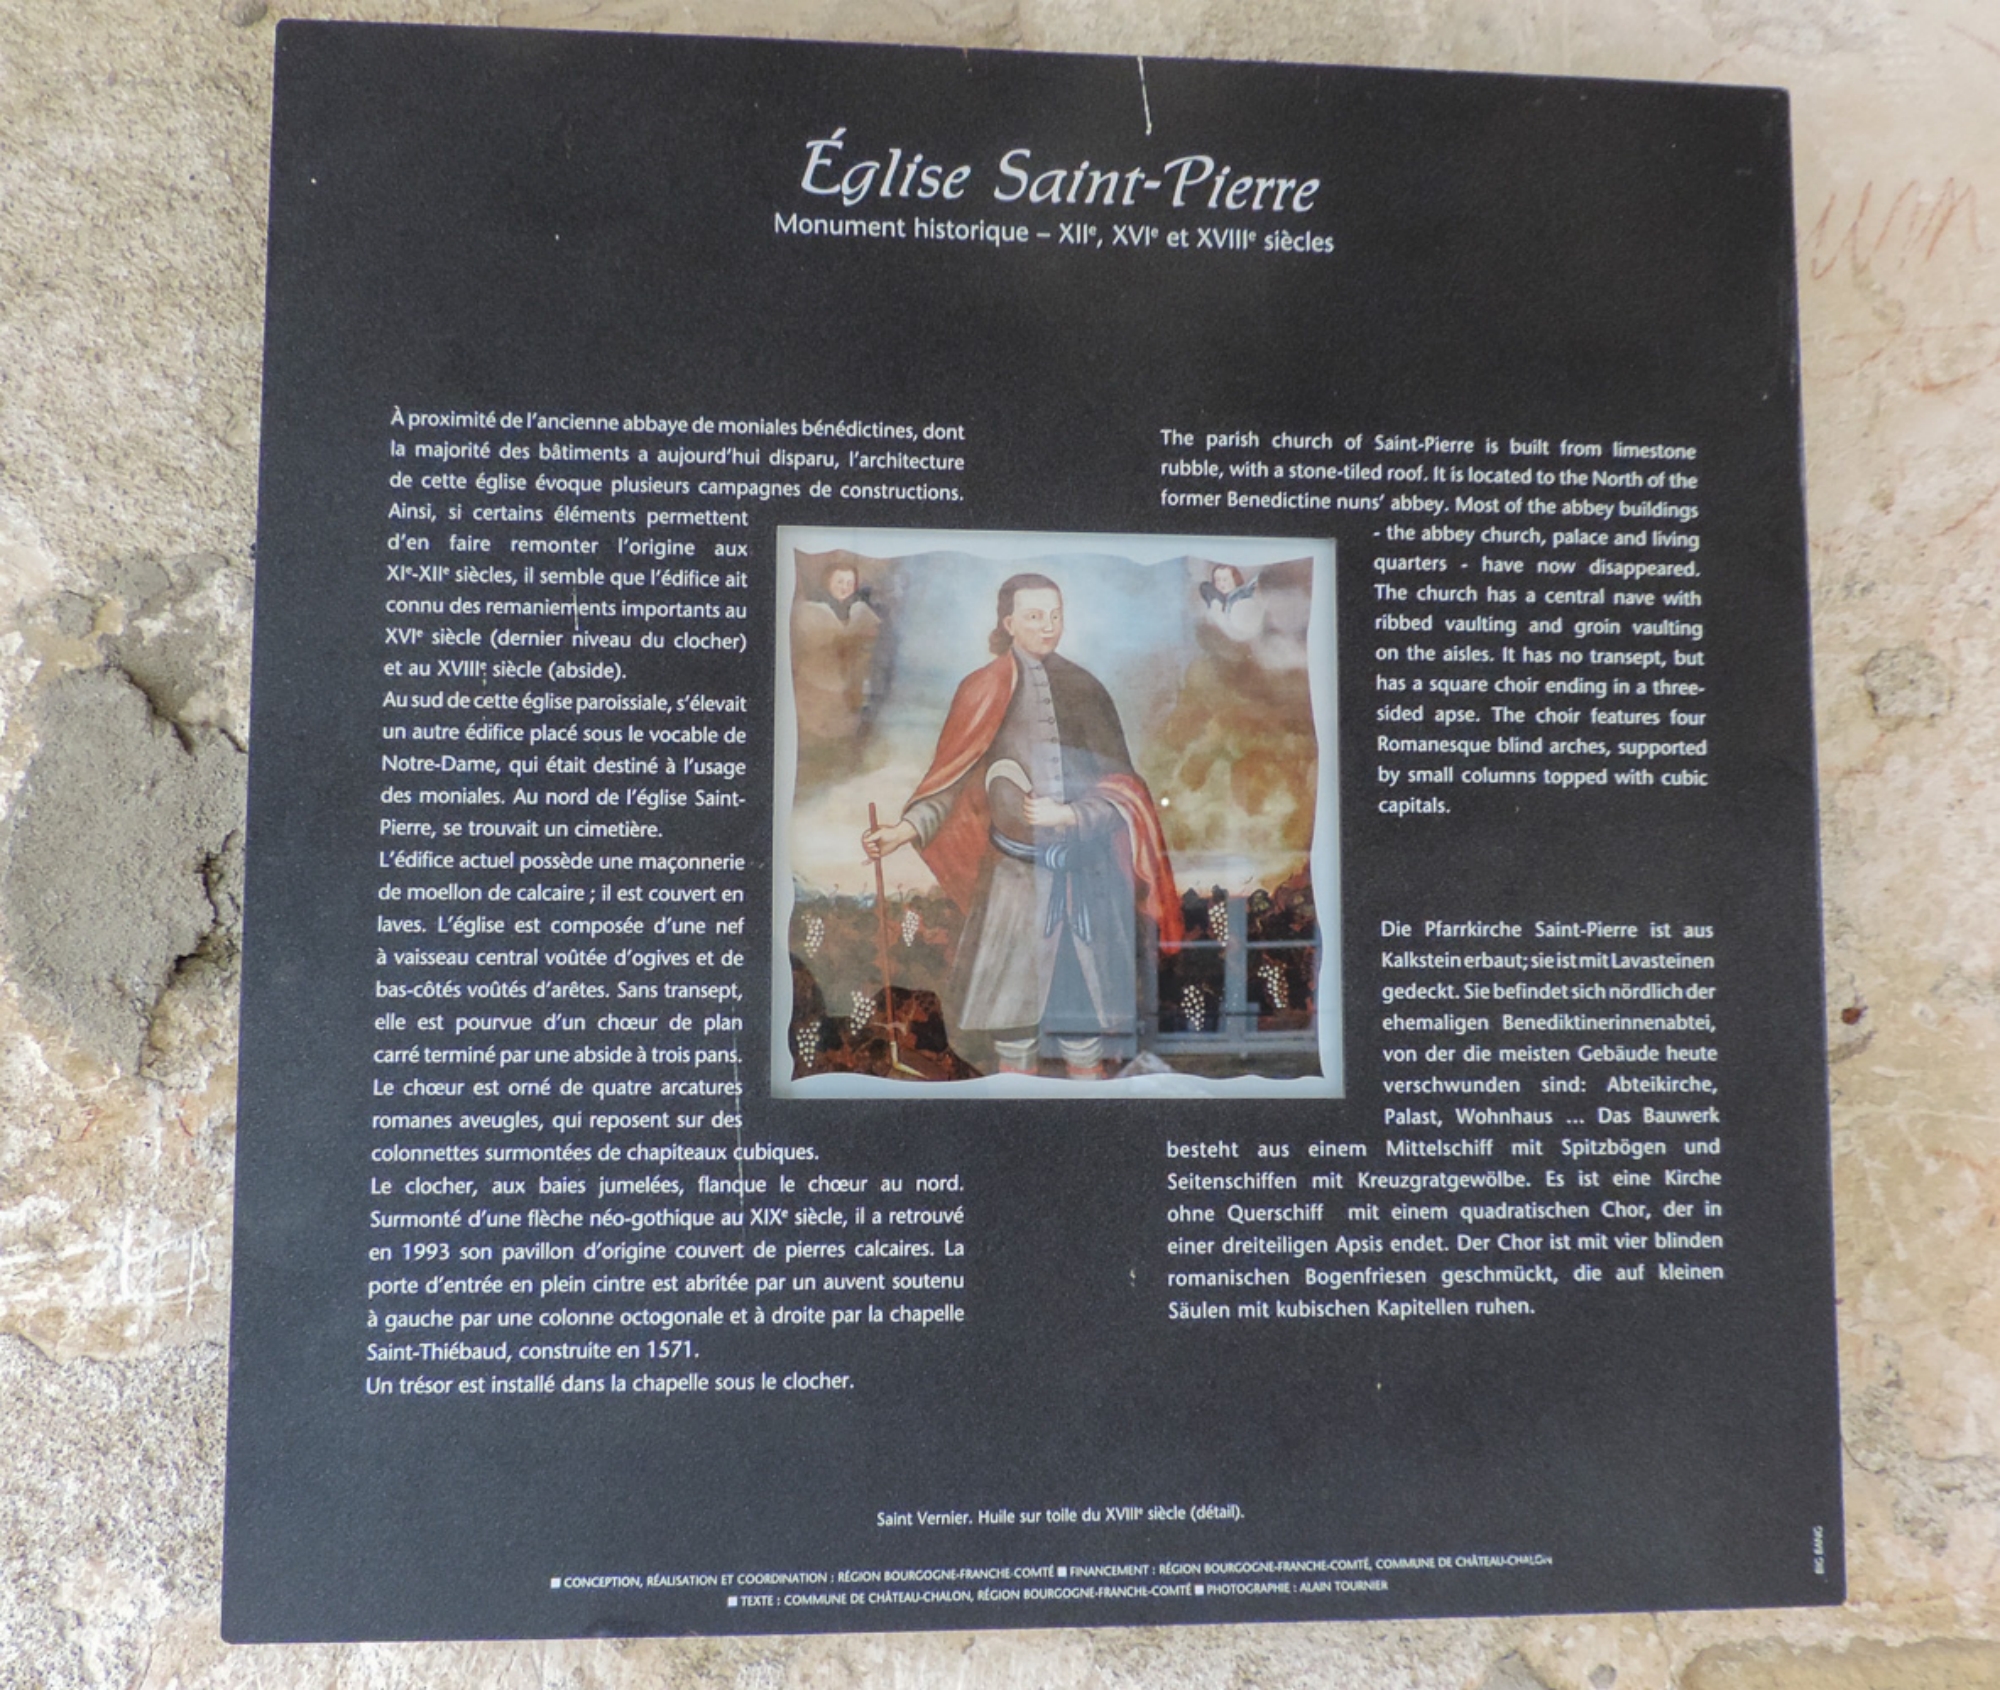 Église Saint-Pierre
Monument historique – XIIe, XVIe et XVIIIe siècles
À proximité de l'ancienne abbaye de moniales bénédictines, dont
la majorité des bâtiments a aujourd'hui disparu, l'architecture
de cette église évoque plusieurs campagnes de constructions.
Ainsi, si certains éléments permettent
d'en faire remonter l'origine aux
XIe-XIIe siècles, il semble que l'édifice ait
connu des remaniements importants au
XVIe siècle (dernier niveau du clocher)
et au XVIIIe siècle (abside).
Au sud de cette église paroissiale, s'élevait
un autre édifice placé sous le vocable de
Notre-Dame, qui était destiné à l'usage
des moniales. Au nord de l'église Saint-
Pierre, se trouvait un cimetière.
L'édifice actuel possède une maçonnerie
de moellon de calcaire ; il est couvert en
laves. L'église est composée d'une nef
à vaisseau central voûtée d'ogives et de
bas-côtés voûtés d'arêtes. Sans transept,
elle est pourvue d'un chœur de plan
carré terminé par une abside à trois pans.
Le chœur est orné de quatre arcatures
romanes aveugles, qui reposent sur des
colonnettes surmontées de chapiteaux cubiques.
Le clocher, aux baies jumelées, flanque le chœur au nord.
Surmonté d'une flèche néo-gothique au XIXe siècle, il a retrouvé
en 1993 son pavillon d'origine couvert de pierres calcaires. La
porte d'entrée en plein cintre est abritée par un auvent soutenu
à gauche par une colonne octogonale et à droite par la chapelle
Saint-Thiébaud, construite en 1571.
Un trésor est installé dans la chapelle sous le clocher.
The parish church of Saint-Pierre is built from limestone
rubble, with a stone-tiled roof. It is located to the North of the
former Benedictine nuns' abbey. Most of the abbey buildings
- the abbey church, palace and living
quarters - have now disappeared.
The church has a central nave with
ribbed vaulting and groin vaulting
on the aisles. It has no transept, but
has a square choir ending in a three-
sided apse. The choir features four
Romanesque blind arches, supported
by small columns topped with cubic
capitals.
Die Pfarrkirche Saint-Pierre ist aus
Kalkstein erbaut; sie ist mit Lavasteinen
gedeckt. Sie befindet sich nördlich der
ehemaligen Benediktinerinnenabtei,
von der die meisten Gebäude heute
verschwunden sind: Abteikirche,
Palast, Wohnhaus ... Das Bauwerk
besteht aus einem Mittelschiff mit Spitzbögen und
Seitenschiffen mit Kreuzgratgewölbe. Es ist eine Kirche
ohne Querschiff mit einem quadratischen Chor, der in
einer dreiteiligen Apsis endet. Der Chor ist mit vier blinden
romanischen Bogenfriesen geschmückt, die auf kleinen
Säulen mit kubischen Kapitellen ruhen.
Saint Vernier. Huile sur toile du XVIIIe siècle (détail).
■ CONCEPTION, RÉALISATION ET COORDINATION : RÉGION BOURGOGNE-FRANCHE-COMTÉ ■ FINANCEMENT : RÉGION BOURGOGNE-FRANCHE-COMTÉ, COMMUNE DE CHÂTEAU-CHALON
■ TEXTE : COMMUNE DE CHÂTEAU-CHALON, RÉGION BOURGOGNE-FRANCHE-COMTÉ ■ PHOTOGRAPHIE : ALAIN TOURNIER
BIG BANG